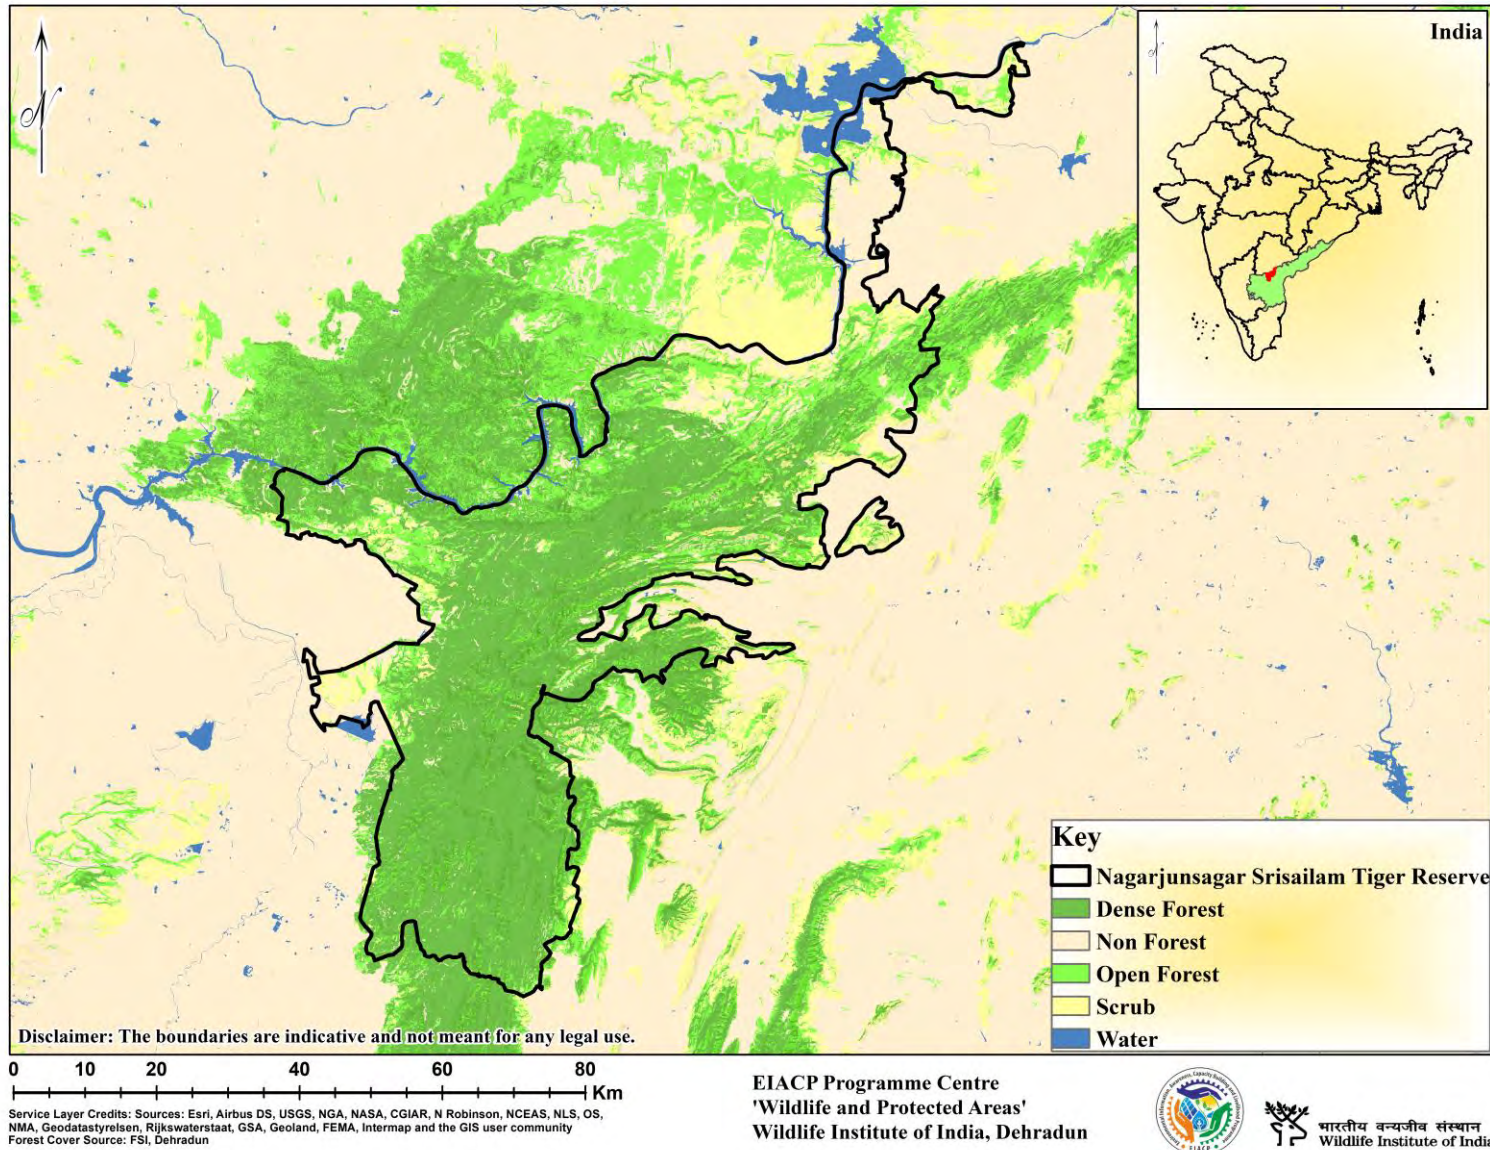 N
N
India
Key
Nagarjunsagar Srisailam Tiger Reserve
Dense Forest
Non Forest
Open Forest
Scrub
Water
Disclaimer: The boundaries are indicative and not meant for any legal use.
0 10 20 40 60 80 Km
Service Layer Credits: Sources: Esri, Airbus DS, USGS, NGA, NASA, CGIAR, N Robinson, NCEAS, NLS, OS,
NMA, Geodatastyrelsen, Rijkswaterstaat, GSA, Geoland, FEMA, Intermap and the GIS user community
Forest Cover Source: FSI, Dehradun
EIACP Programme Centre
'Wildlife and Protected Areas'
Wildlife Institute of India, Dehradun
EIACP
भारतीय वन्यजीव संस्थान
Wildlife Institute of India